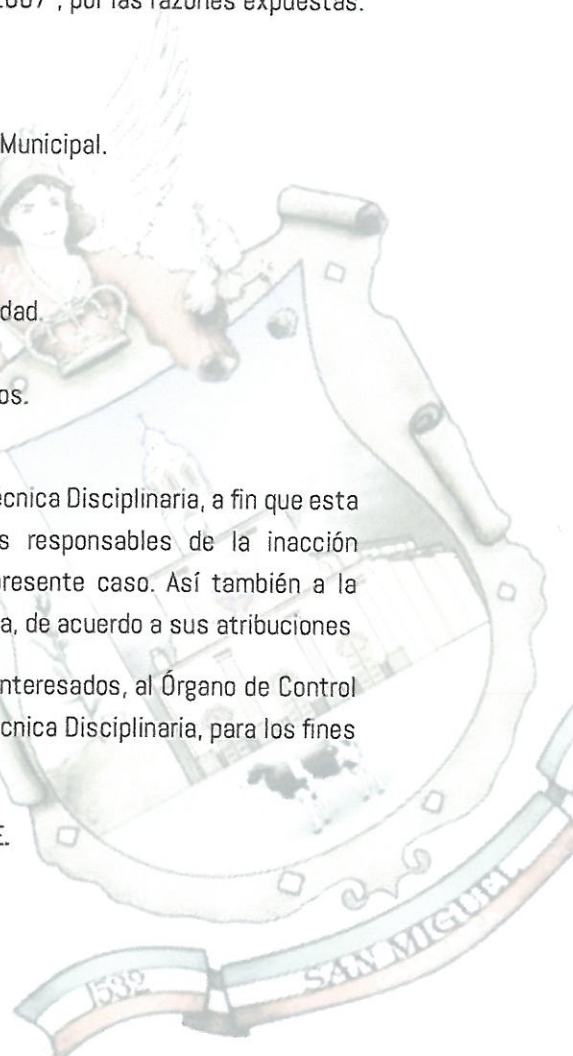 2007", por las razones expuestas.
Municipal.
dad.
os.
écnica Disciplinaria, a fin que esta
s responsables de la inacción
presente caso. Así también a la
a, de acuerdo a sus atribuciones
nteresados, al Órgano de Control
cnica Disciplinaria, para los fines
E.
1532
SAN MIGUEL